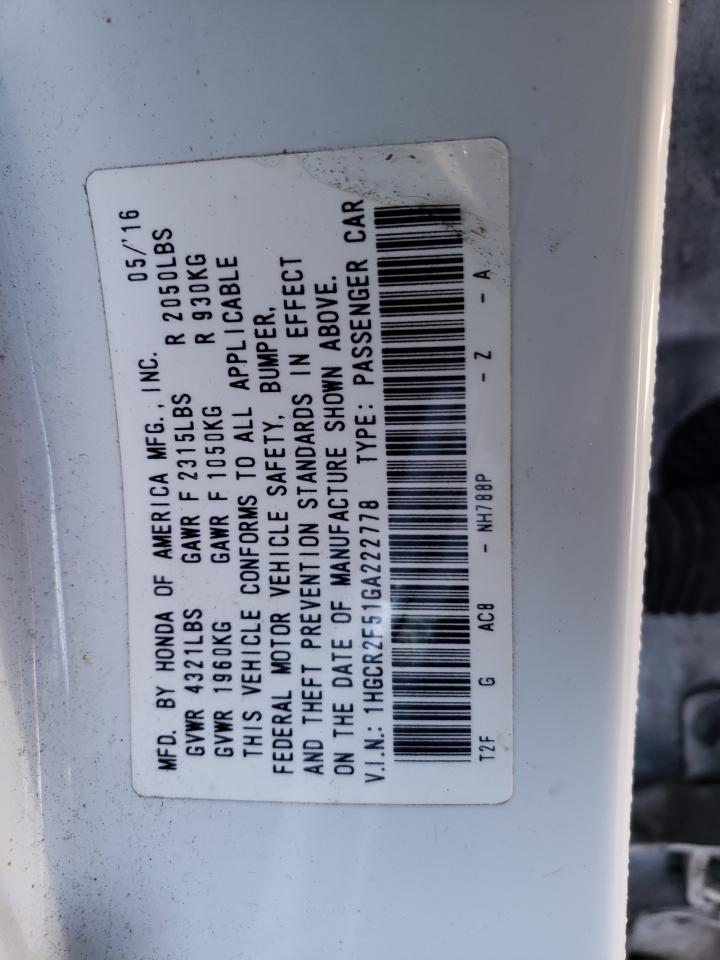 MFD. BY HONDA OF AMERICA MFG., INC. 05/'16
GVWR 4321LBS GAWR F 2315LBS R 2050LBS
GVWR 1960KG GAWR F 1050KG R 930KG
THIS VEHICLE CONFORMS TO ALL APPLICABLE
FEDERAL MOTOR VEHICLE SAFETY, BUMPER,
AND THEFT PREVENTION STANDARDS IN EFFECT
ON THE DATE OF MANUFACTURE SHOWN ABOVE.
V.I.N.: 1HGCR2F51GA222778 TYPE: PASSENGER CAR
T2F G AC8 - NH788P - Z - A